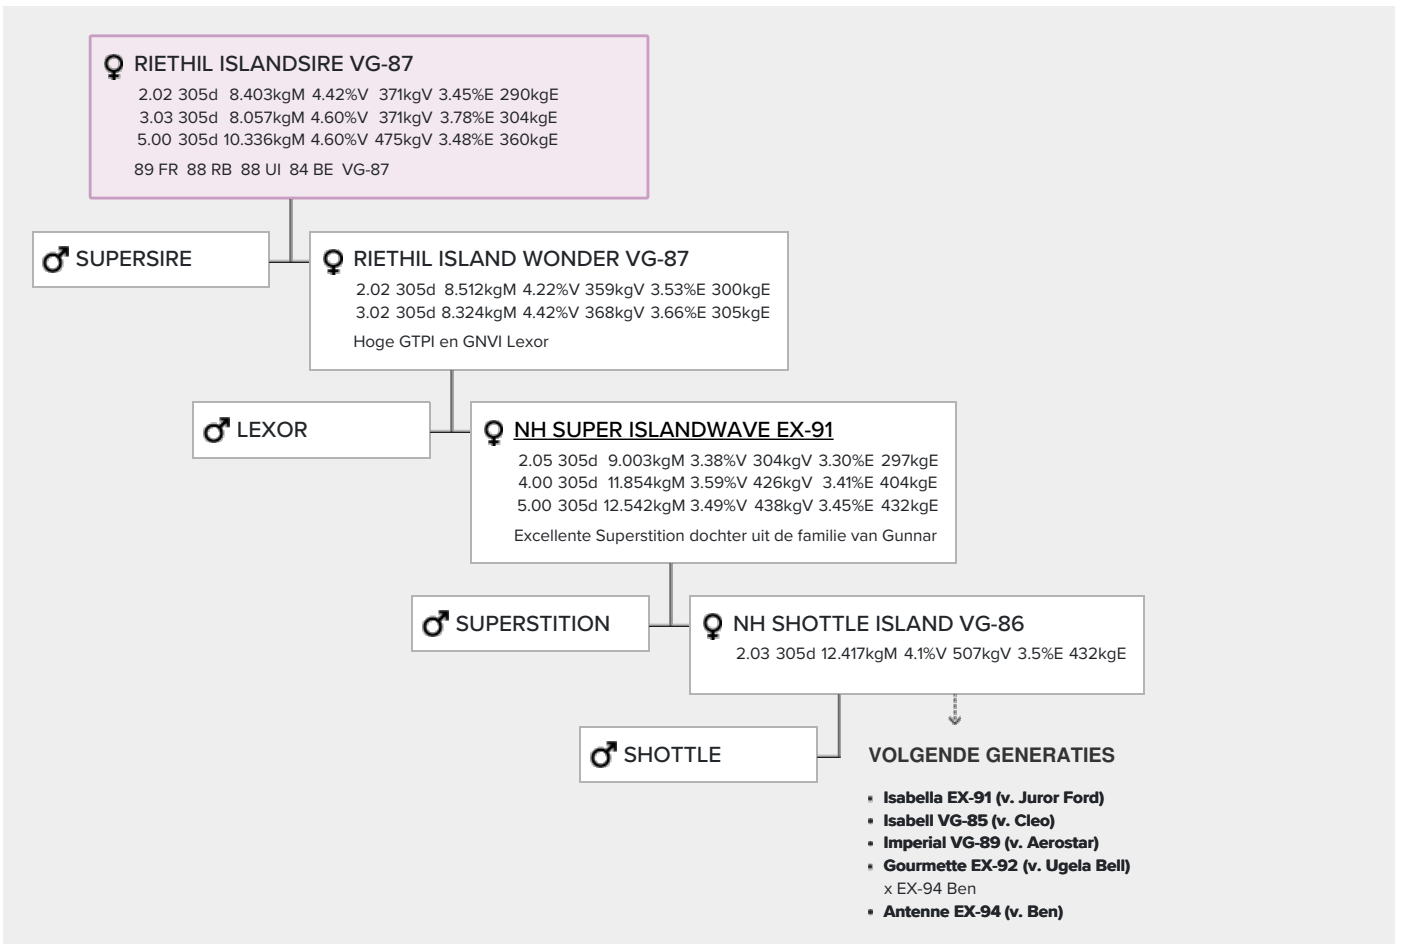 RIETHIL ISLANDSIRE VG-87
2.02 305d 8.403kgM 4.42%V 371kgV 3.45%E 290kgE
3.03 305d 8.057kgM 4.60%V 371kgV 3.78%E 304kgE
5.00 305d 10.336kgM 4.60%V 475kgV 3.48%E 360kgE
89 FR 88 RB 88 UI 84 BE VG-87
SUPERSIRE
RIETHIL ISLAND WONDER VG-87
2.02 305d 8.512kgM 4.22%V 359kgV 3.53%E 300kgE
3.02 305d 8.324kgM 4.42%V 368kgV 3.66%E 305kgE
Hoge GTPI en GNVI Lexor
LEXOR
NH SUPER ISLANDWAVE EX-91
2.05 305d 9.003kgM 3.38%V 304kgV 3.30%E 297kgE
4.00 305d 11.854kgM 3.59%V 426kgV 3.41%E 404kgE
5.00 305d 12.542kgM 3.49%V 438kgV 3.45%E 432kgE
Excellente Superstition dochter uit de familie van Gunnar
SUPERSTITION
NH SHOTTLE ISLAND VG-86
2.03 305d 12.417kgM 4.1%V 507kgV 3.5%E 432kgE
SHOTTLE
VOLGENDE GENERATIES
• Isabella EX-91 (v. Juror Ford)
• Isabell VG-85 (v. Cleo)
• Imperial VG-89 (v. Aerostar)
• Gourmette EX-92 (v. Ugela Bell)
x EX-94 Ben
• Antenne EX-94 (v. Ben)